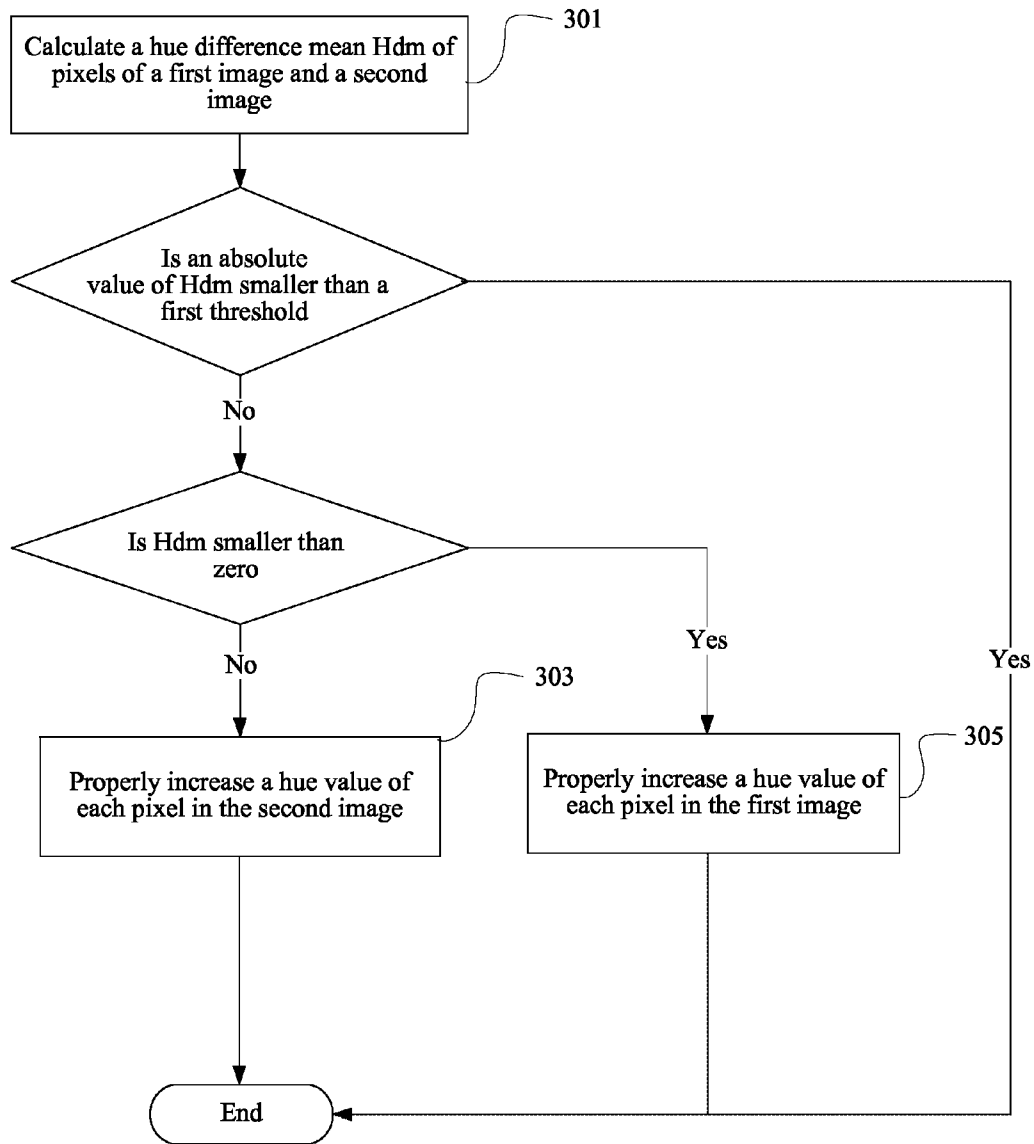 301
Calculate a hue difference mean Hdm of
pixels of a first image and a second
image
Is an absolute
value of Hdm smaller than a
first threshold
No
Is Hdm smaller than
zero
Yes
Yes
No
303
305
Properly increase a hue value of
each pixel in the second image
Properly increase a hue value of
each pixel in the first image
End